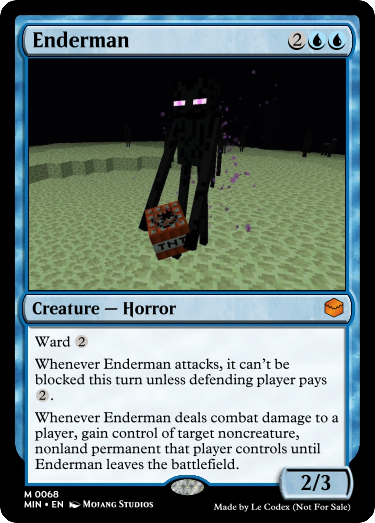 Enderman 2
TNT
Creature — Horror
Ward 2
Whenever Enderman attacks, it can't be
blocked this turn unless defending player pays
2.
Whenever Enderman deals combat damage to a
player, gain control of target noncreature,
nonland permanent that player controls until
Enderman leaves the battlefield.
2/3
M 0068
MIN • EN Mojang Studios
Made by Le Codex (Not For Sale)